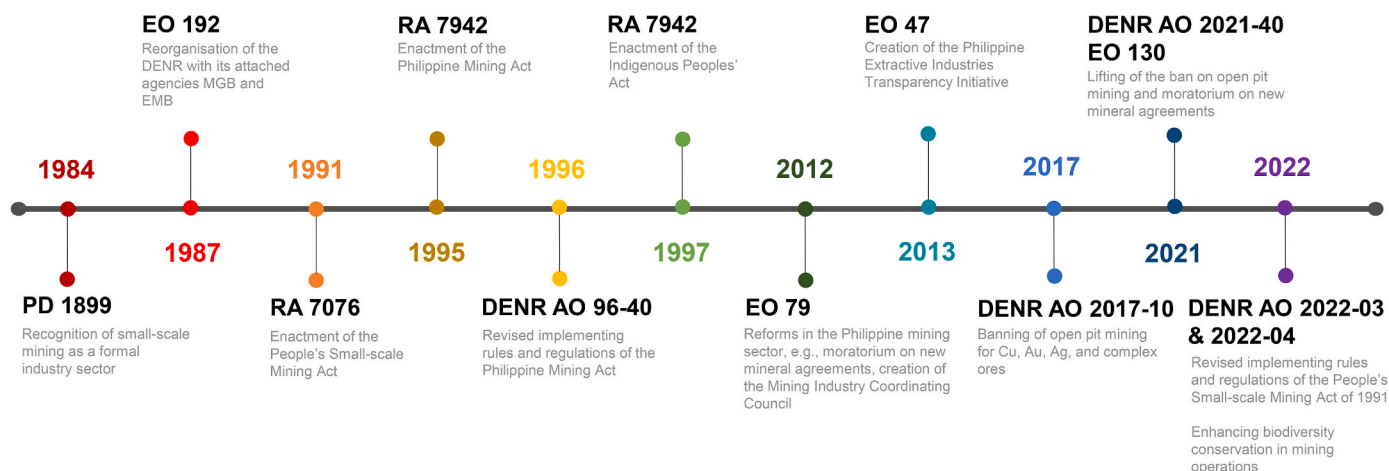 EO 192
Reorganisation of the
DENR with its attached
agencies MGB and
EMB
RA 7942
Enactment of the
Philippine Mining Act
RA 7942
Enactment of the
Indigenous Peoples’
Act
EO 47
Creation of the Philippine
Extractive Industries
Transparency Initiative
DENR AO 2021-40
EO 130
Lifting of the ban on open pit
mining and moratorium on new
mineral agreements
1984
1991
1996
2012
2017
2022
1987
1995
1997
2013
2021
PD 1899
Recognition of small-scale
mining as a formal
industry sector
RA 7076
Enactment of the
People’s Small-scale
Mining Act
DENR AO 96-40
Revised implementing
rules and regulations of the
Philippine Mining Act
EO 79
Reforms in the Philippine mining
sector, e.g., moratorium on new
mineral agreements, creation of
the Mining Industry Coordinating
Council
DENR AO 2017-10
Banning of open pit mining
for Cu, Au, Ag, and complex
ores
DENR AO 2022-03
& 2022-04
Revised implementing rules
and regulations of the People’s
Small-scale Mining Act of 1991
Enhancing biodiversity
conservation in mining
operations